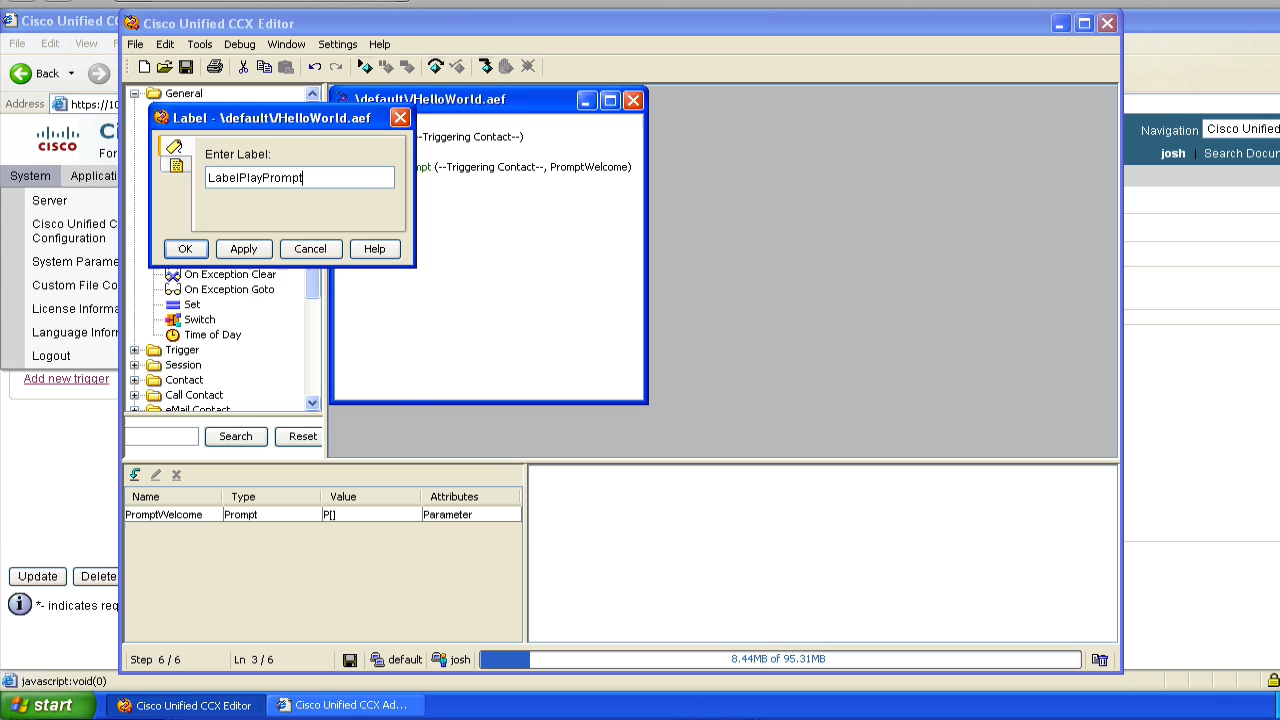 Cisco Unified C
Cisco Unified CCX Editor
File Edit View
File Edit Tools Debug Window Settings Help
Back
Address https://10
General
\default\/HelloWorld.aef
Label - \default\/HelloWorld.aef
--Triggering Contact--)
Enter Label:
LabelPlayPrompt
(--Triggering Contact--, PromptWelcome)
OK Apply Cancel Help
cisco
For
Navigation Cisco Unified
josh Search Docu
System Applicati
Server
Cisco Unified C
Configuration
System Parame
Custom File Co
License Informa
Language Inforr
Logout
Add new trigger
On Exception Clear
On Exception Goto
Set
Switch
Time of Day
Trigger
Session
Contact
Call Contact
eMail Contact
Search Reset
Name Type Value Attributes
PromptWelcome Prompt P[] Parameter
Update Delete
i *- indicates req
Step 6 / 6 Ln 3 / 6 default josh 8.44MB of 95.31MB
javascript:void(0)
start Cisco Unified CCX Editor Cisco Unified CCX Ad...